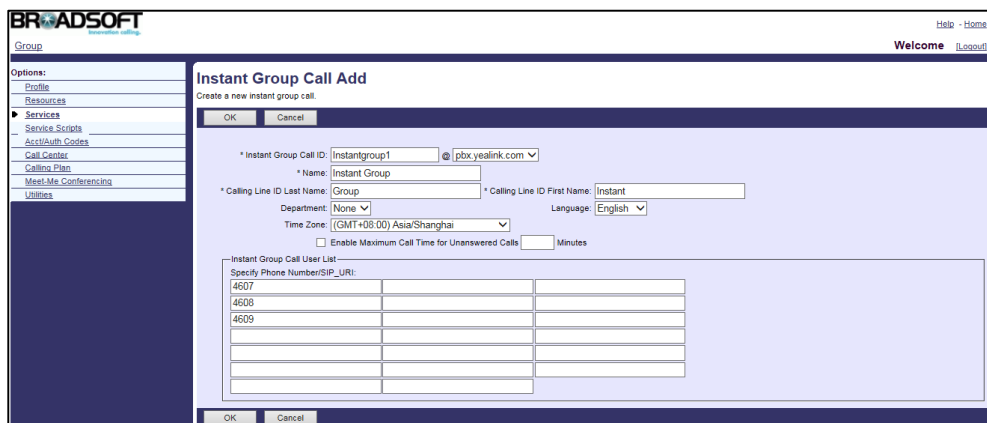 BROADSOFT
innovation calling.
Help - Home
Group
Welcome [Logout]
Options:
Profile
Resources
Services
Service Scripts
Acct/Auth Codes
Call Center
Calling Plan
Meet-Me Conferencing
Utilities
Instant Group Call Add
Create a new instant group call.
OK Cancel
* Instant Group Call ID: Instantgroup1 @ pbx.yealink.com
* Name: Instant Group
* Calling Line ID Last Name: Group * Calling Line ID First Name: Instant
Department: None Language: English
Time Zone: (GMT+08:00) Asia/Shanghai
Enable Maximum Call Time for Unanswered Calls Minutes
Instant Group Call User List
Specify Phone Number/SIP_URI:
4607
4608
4609
OK Cancel